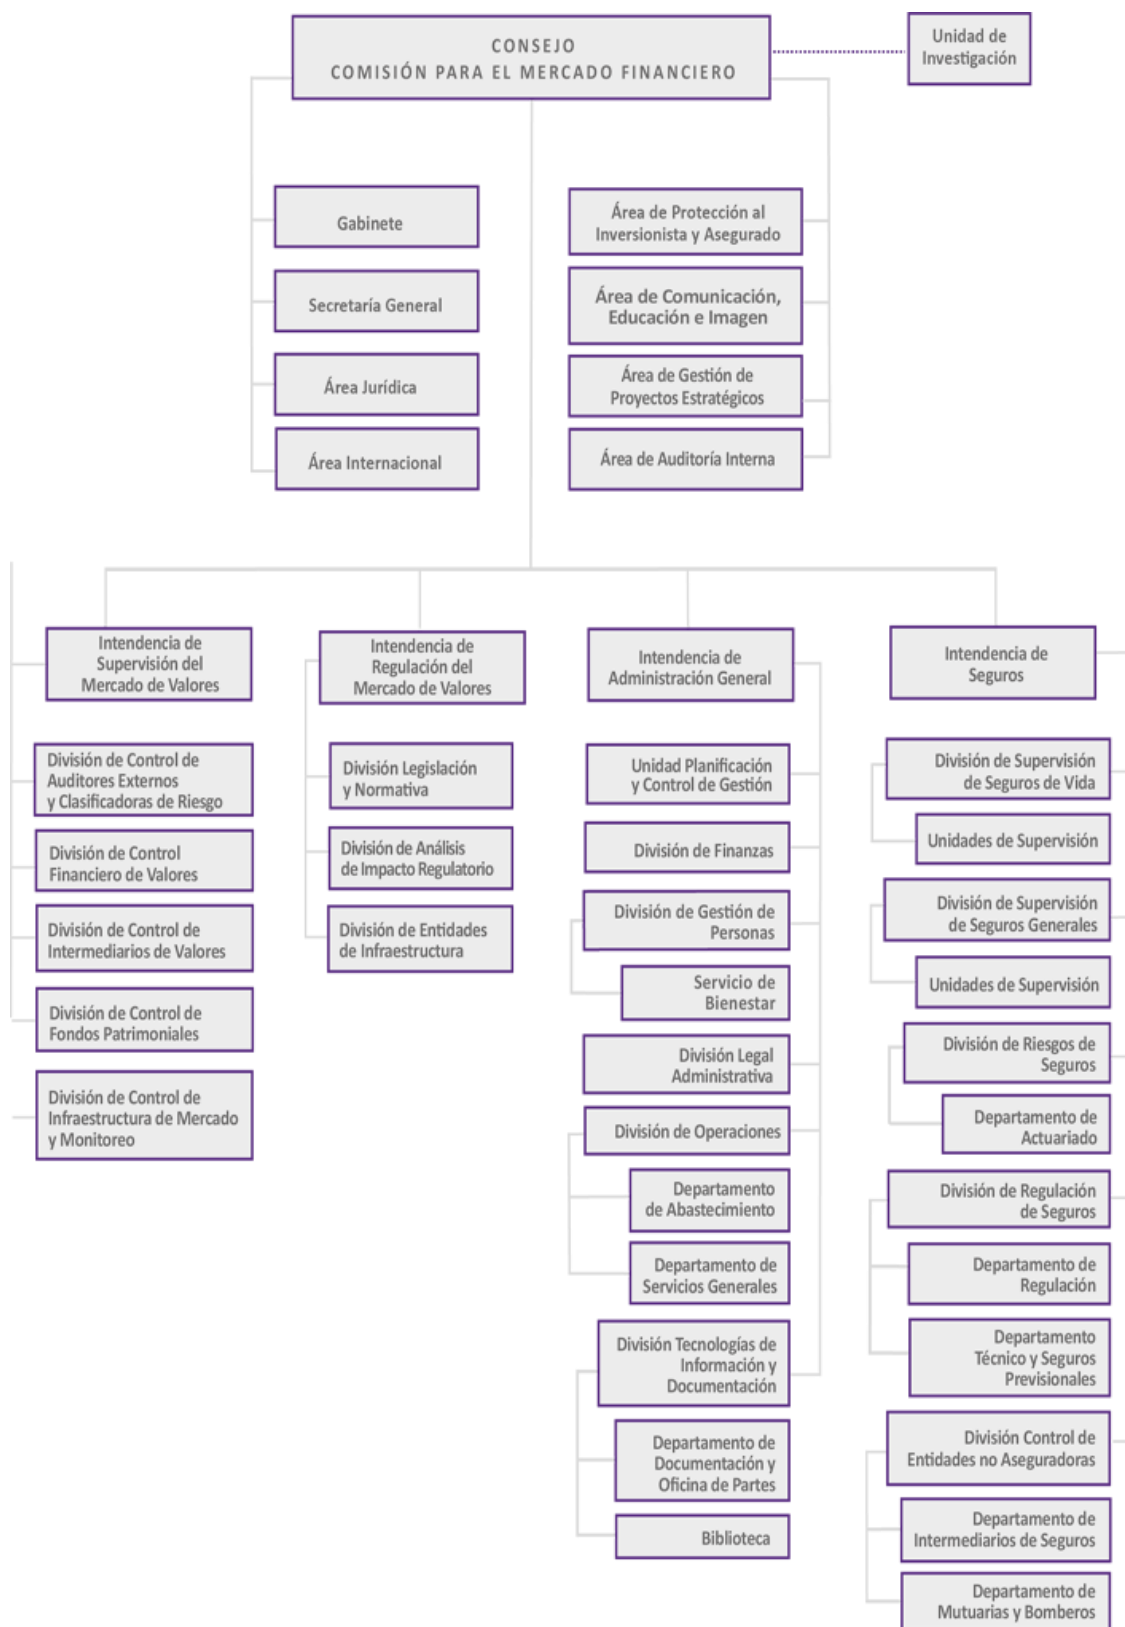 CONSEJO
COMISIÓN PARA EL MERCADO FINANCIERO
Unidad de
Investigación
Gabinete
Secretaría General
Área Jurídica
Área Internacional
Área de Protección al
Inversionista y Asegurado
Área de Comunicación,
Educación e Imagen
Área de Gestión de
Proyectos Estratégicos
Área de Auditoría Interna
Intendencia de
Supervisión del
Mercado de Valores
División de Control de
Auditores Externos
y Clasificadoras de Riesgo
División de Control
Financiero de Valores
División de Control de
Intermediarios de Valores
División de Control de
Fondos Patrimoniales
División de Control de
Infraestructura de Mercado
y Monitoreo
Intendencia de
Regulación del
Mercado de Valores
División Legislación
y Normativa
División de Análisis
de Impacto Regulatorio
División de Entidades
de Infraestructura
Intendencia de
Administración General
Unidad Planificación
y Control de Gestión
División de Finanzas
División de Gestión de
Personas
Servicio de
Bienestar
División Legal
Administrativa
División de Operaciones
Departamento
de Abastecimiento
Departamento de
Servicios Generales
División Tecnologías de
Información y
Documentación
Departamento de
Documentación y
Oficina de Partes
Biblioteca
Intendencia de
Seguros
División de Supervisión
de Seguros de Vida
Unidades de Supervisión
División de Supervisión
de Seguros Generales
Unidades de Supervisión
División de Riesgos de
Seguros
Departamento de
Actuariado
División de Regulación
de Seguros
Departamento de
Regulación
Departamento
Técnico y Seguros
Previsionales
División Control de
Entidades no Aseguradoras
Departamento de
Intermediarios de Seguros
Departamento de
Mutuarias y Bomberos